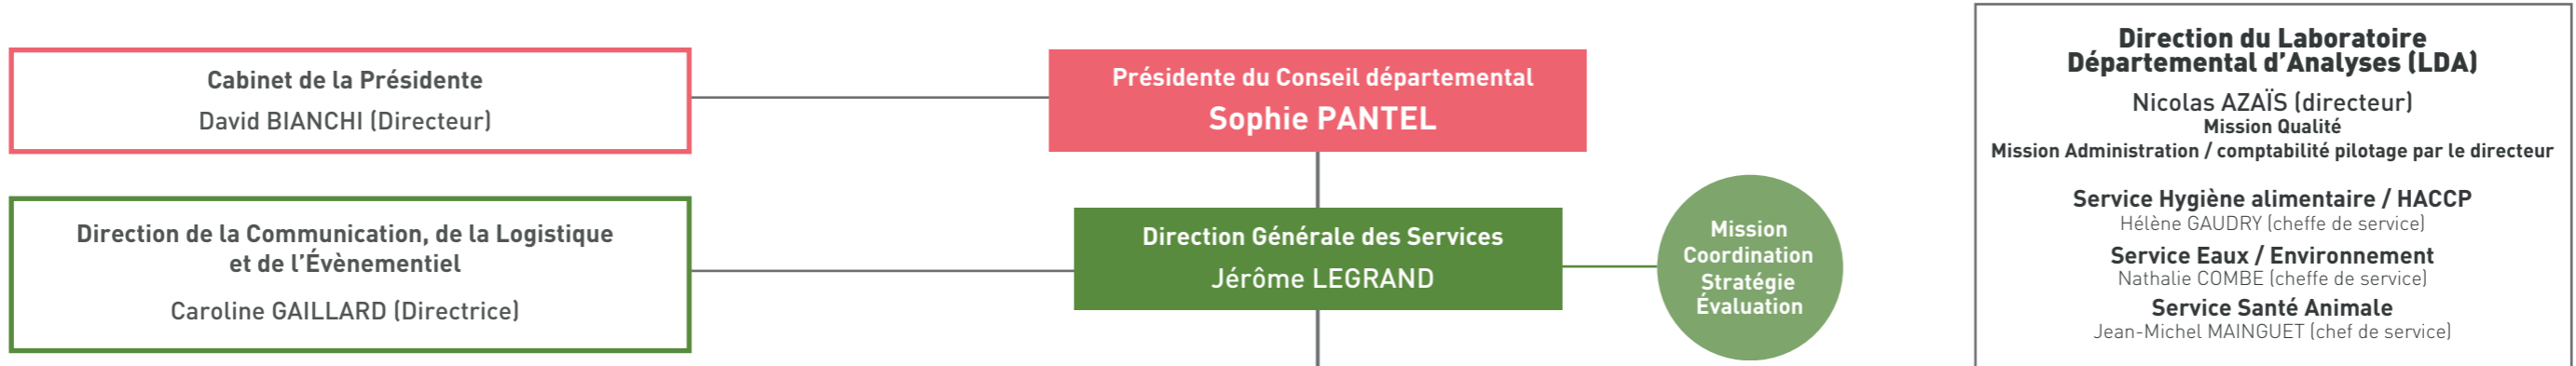 Cabinet de la Présidente
David BIANCHI (Directeur)
Présidente du Conseil départemental
Sophie PANTEL
Direction de la Communication, de la Logistique
et de l’Évènementiel
Caroline GAILLARD (Directrice)
Direction Générale des Services
Jérôme LEGRAND
Mission
Coordination
Stratégie
Évaluation
Direction du Laboratoire
Départemental d’Analyses (LDA)
Nicolas AZAÏS (directeur)
Mission Qualité
Mission Administration / comptabilité pilotage par le directeur
Service Hygiène alimentaire / HACCP
Hélène GAUDRY (cheffe de service)
Service Eaux / Environnement
Nathalie COMBE (cheffe de service)
Service Santé Animale
Jean-Michel MAINGUET (chef de service)